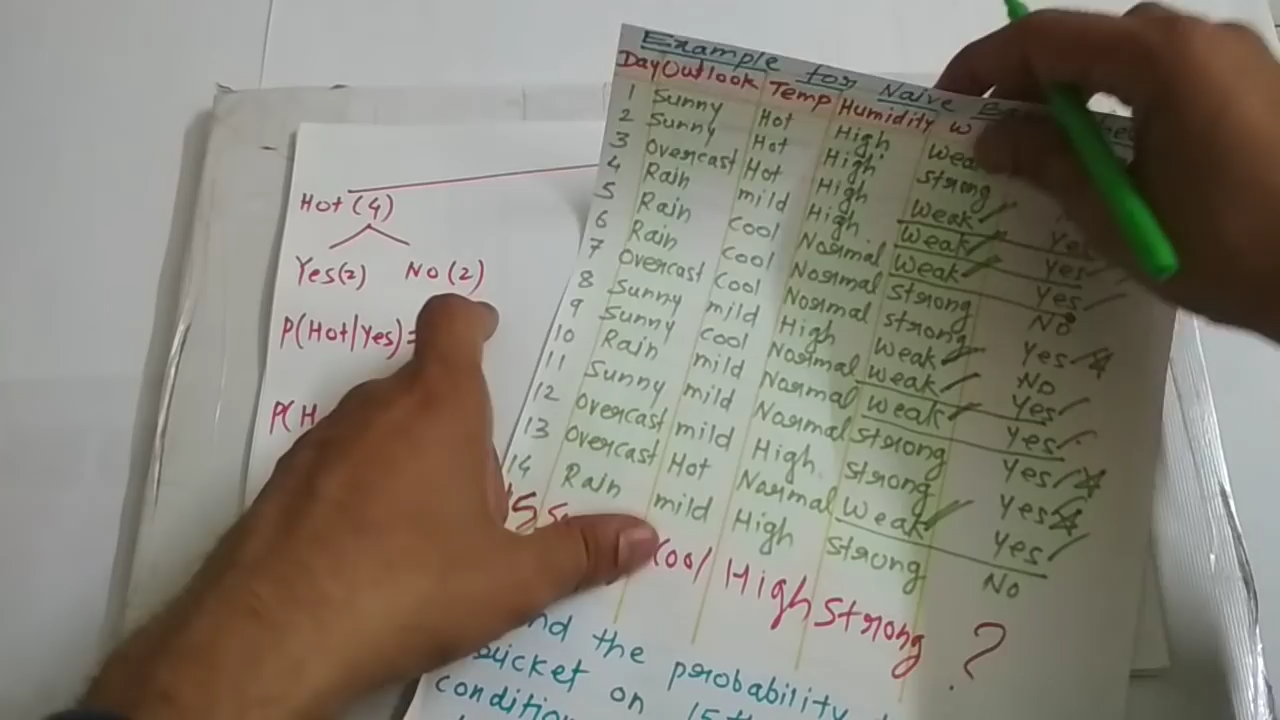 Hot (4)
Yes(2) No(2)
P(Hot|Yes)=
P(H
Example for Naive
Day Outlook Temp Humidity W
1 Sunny Hot High Weak
2 Sunny Hot High Strong
3 Overcast Hot High Weak
4 Rain mild High Weak Yes
5 Rain Cool Normal Weak Yes
6 Rain Cool Normal Strong No
7 Overcast Cool Normal Strong Yes
8 Sunny mild High Weak No
9 Sunny Cool Normal Weak Yes
10 Rain mild Normal Weak Yes
11 Sunny mild Normal Strong Yes
12 Overcast mild High Strong Yes
13 Overcast Hot Normal Weak Yes
14 Rain mild High Strong No
15 S Cool High Strong ?
the probability
on 15th
condition